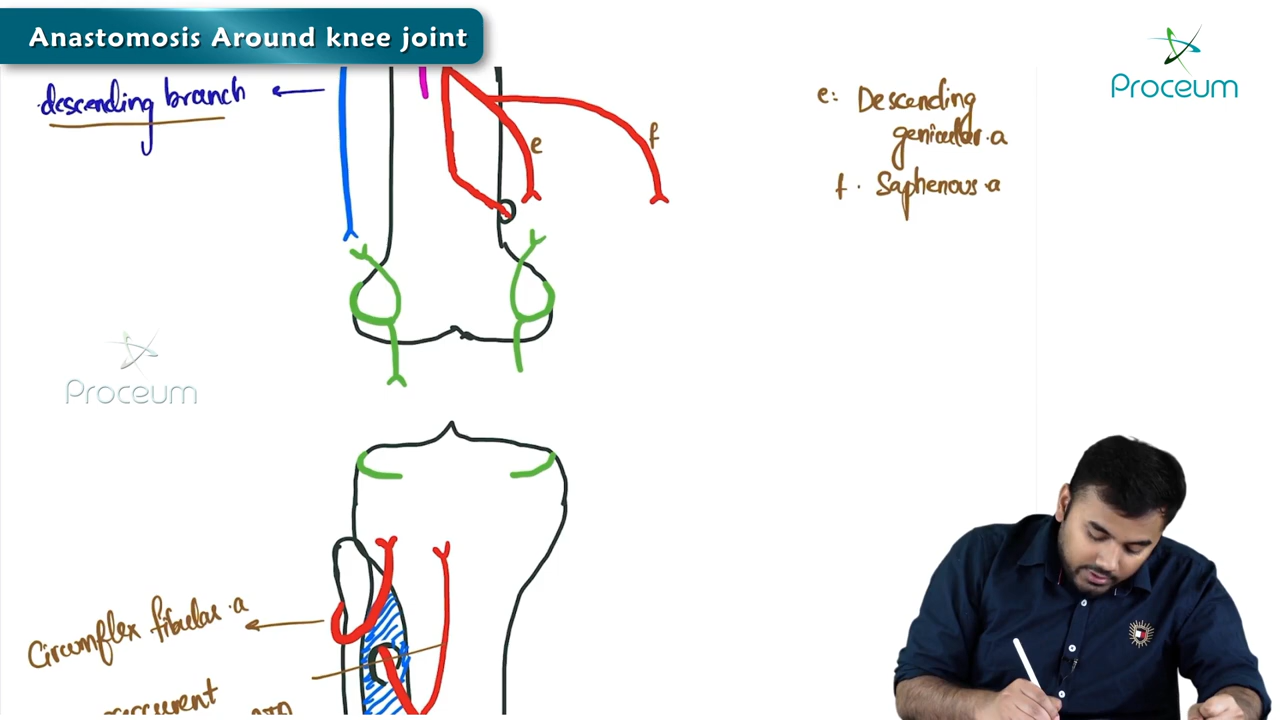 Anastomosis Around knee joint
Proceum
descending branch
e: Descending
genicular.a
f. Saphenous.a
e
f
Proceum
Circumflex fibular.a
recurrent